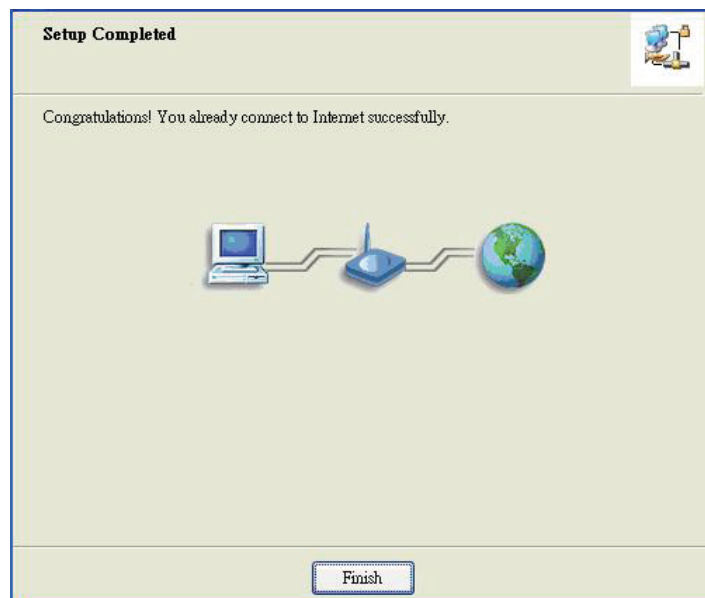 Setup Completed
Congratulations! You already connect to Internet successfully.
Finish